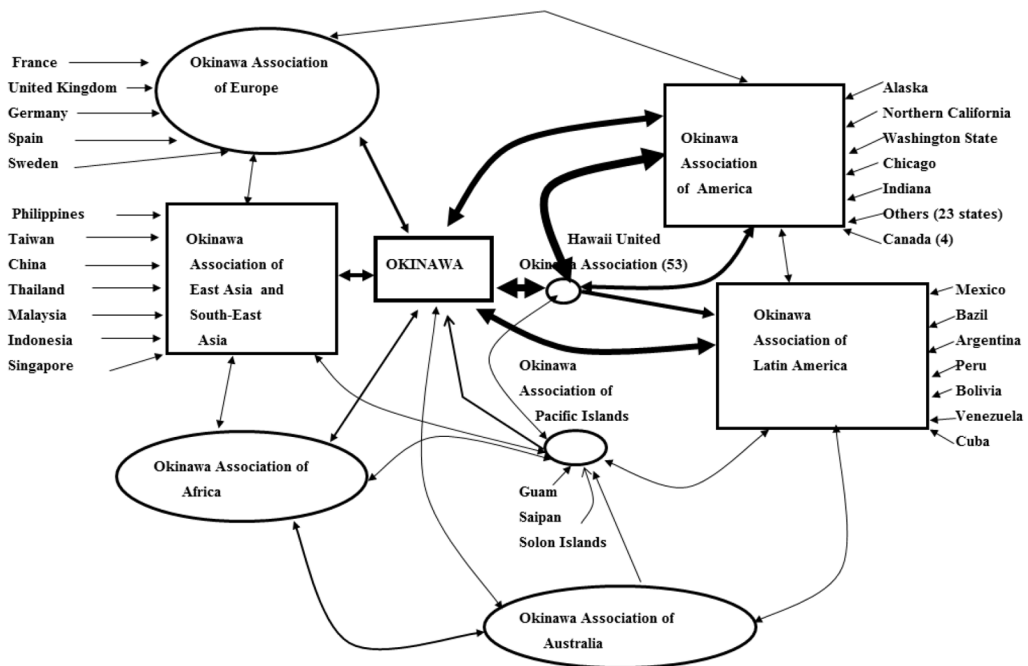 France
United Kingdom
Germany
Spain
Sweden
Okinawa Association
of Europe
Philippines
Taiwan
China
Thailand
Malaysia
Indonesia
Singapore
Okinawa
Association of
East Asia and
South-East
Asia
OKINAWA
Hawaii United
Okinawa Association (53)
Okinawa
Association
of America
Alaska
Northern California
Washington State
Chicago
Indiana
Others (23 states)
Canada (4)
Okinawa
Association of
Latin America
Mexico
Bazil
Argentina
Peru
Bolivia
Venezuela
Cuba
Okinawa
Association of
Pacific Islands
Guam
Saipan
Solon Islands
Okinawa Association of
Africa
Okinawa Association of
Australia